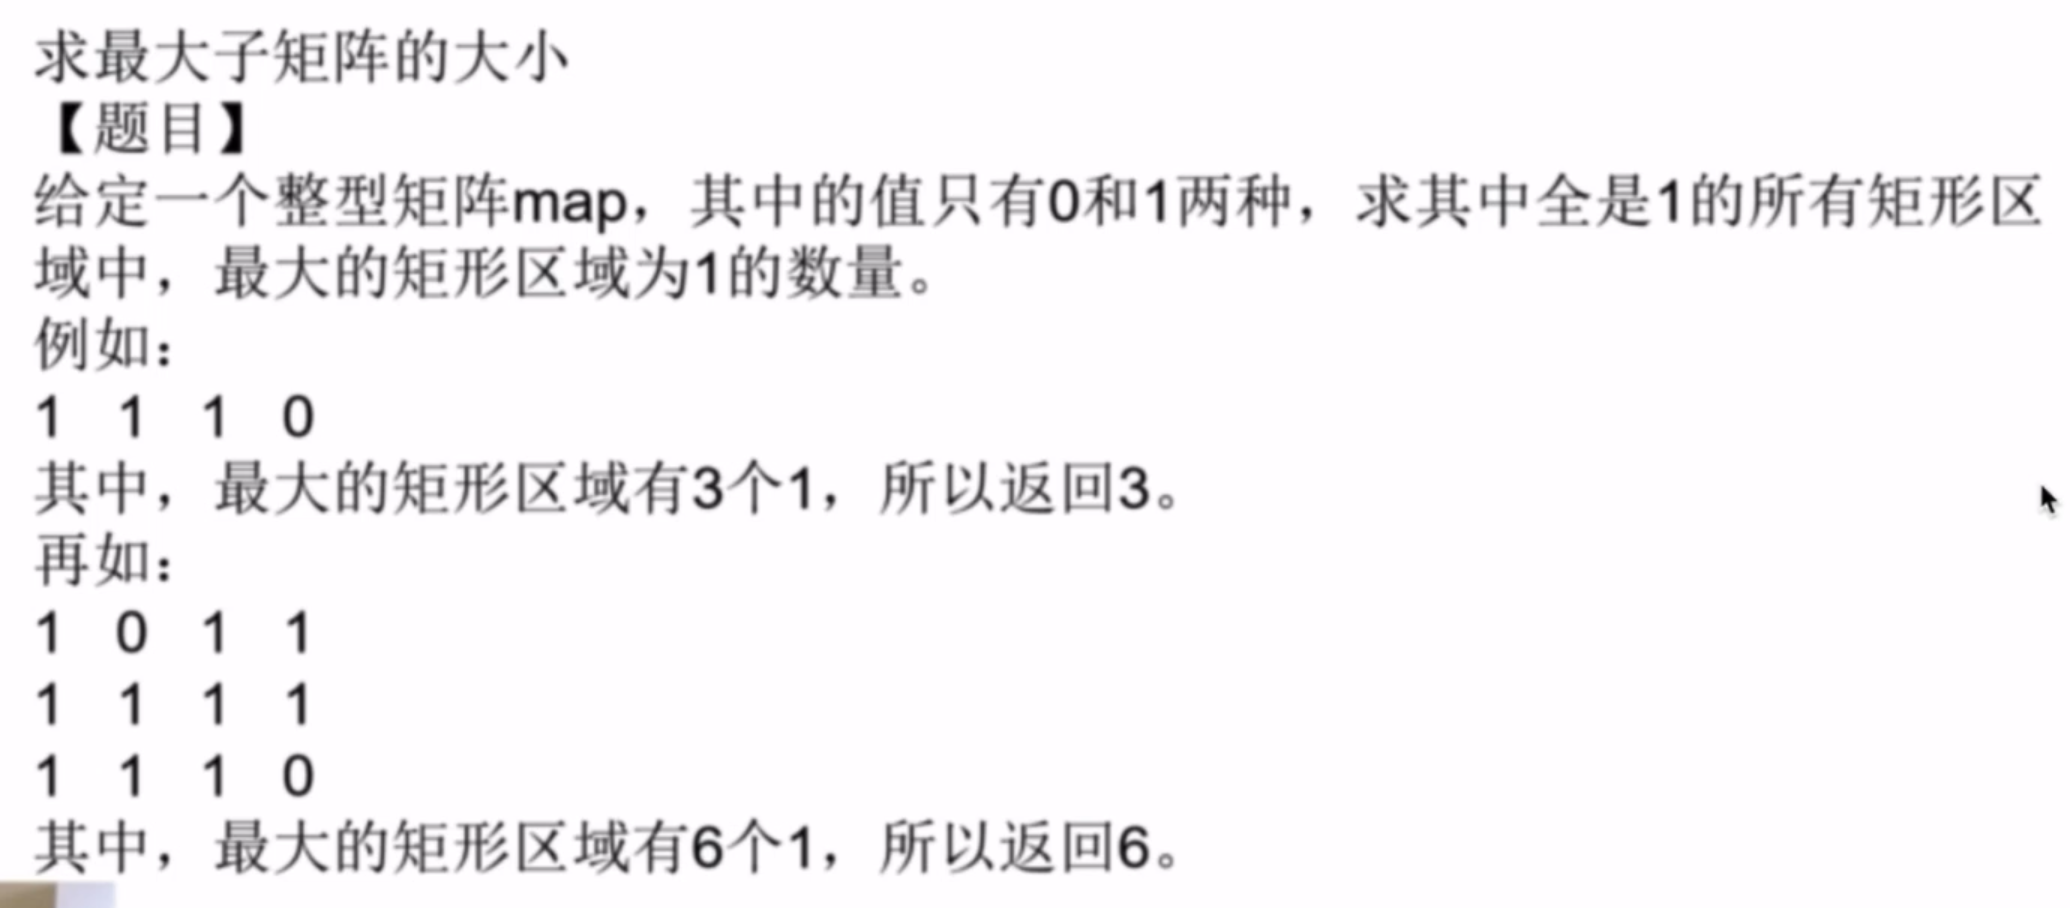 求最大子矩阵的大小
【题目】
给定一个整型矩阵map，其中的值只有0和1两种，求其中全是1的所有矩形区
域中，最大的矩形区域为1的数量。
例如：
1 1 1 0
其中，最大的矩形区域有3个1，所以返回3。
再如：
1 0 1 1
1 1 1 1
1 1 1 0
其中，最大的矩形区域有6个1，所以返回6。